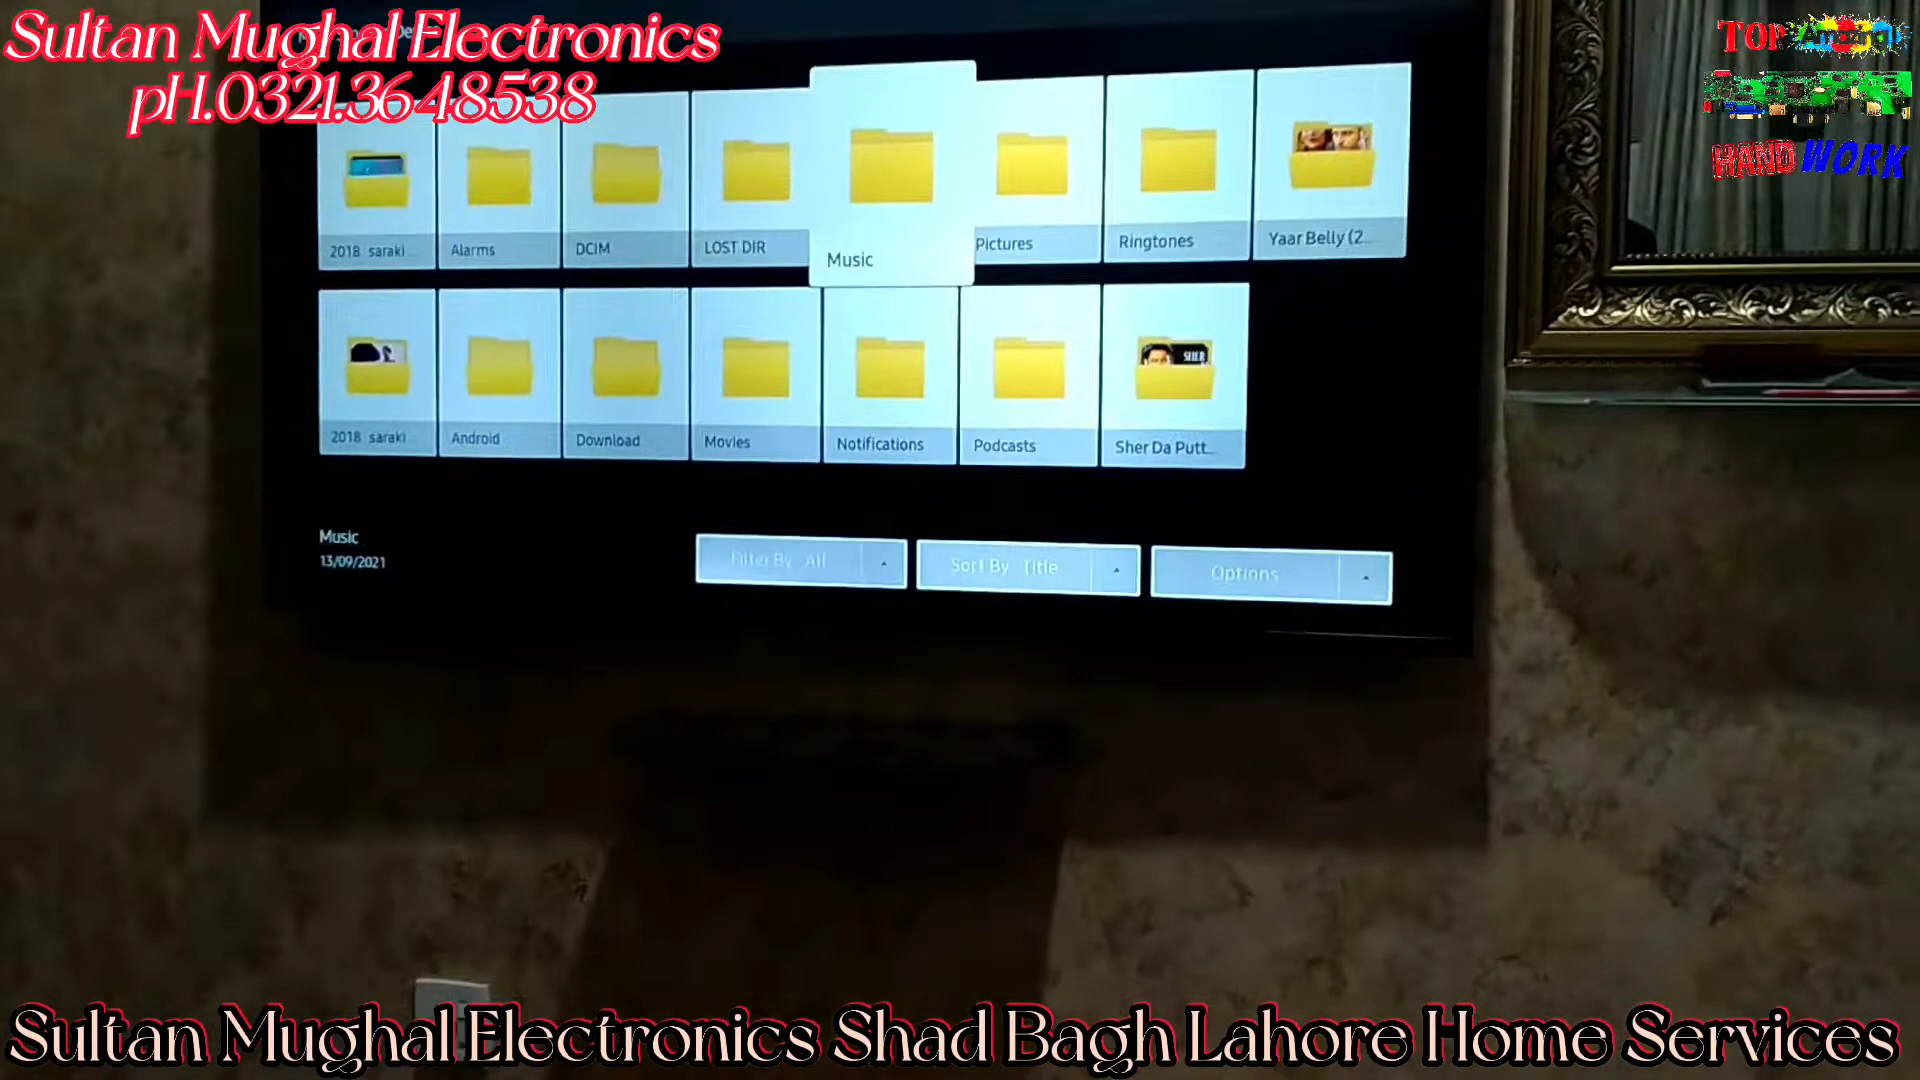 Sultan Mughal Electronics
pH.0321.3648538
TOP Amazing
HAND WORK
2018 saraki...
Alarms
DCIM
LOST DIR
Music
Pictures
Ringtones
Yaar Belly (2...
SHER
2018 saraki...
Android
Download
Movies
Notifications
Podcasts
Sher Da Putt...
Music
13/09/2021
Filter By All
Sort By Title
Options
Sultan Mughal Electronics Shad Bagh Lahore Home Services